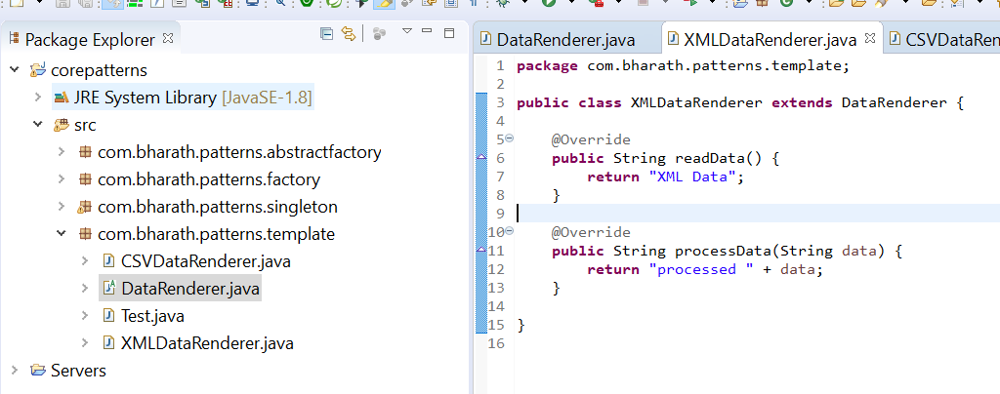 Package Explorer
corepatterns
JRE System Library [JavaSE-1.8]
src
com.bharath.patterns.abstractfactory
com.bharath.patterns.factory
com.bharath.patterns.singleton
com.bharath.patterns.template
CSVDataRenderer.java
DataRenderer.java
Test.java
XMLDataRenderer.java
Servers
DataRenderer.java XMLDataRenderer.java CSVDataRen
1 package com.bharath.patterns.template;
2
3 public class XMLDataRenderer extends DataRenderer {
4
5 @Override
6 public String readData() {
7 return "XML Data";
8 }
9
10 @Override
11 public String processData(String data) {
12 return "processed " + data;
13 }
14
15 }
16